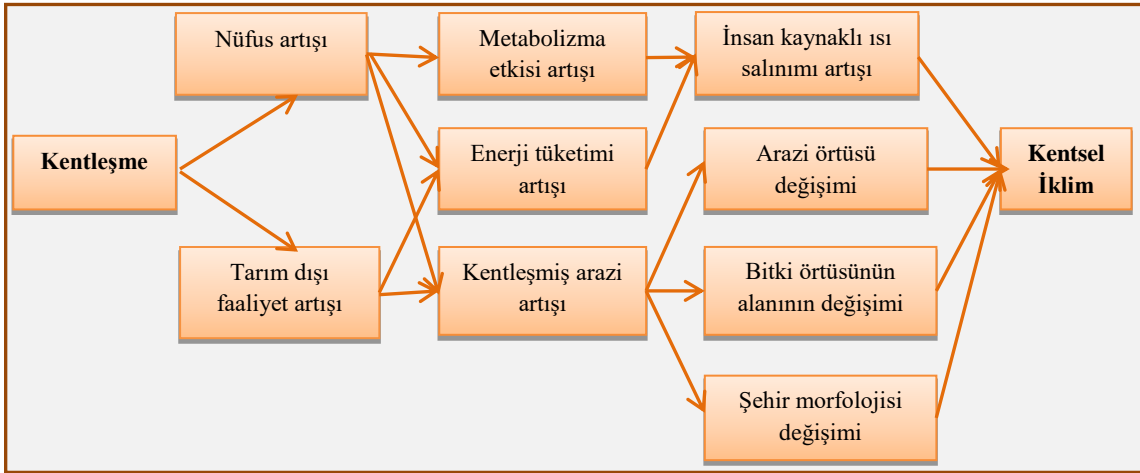 Kentleşme
Nüfus artışı
Tarım dışı
faaliyet artışı
Metabolizma
etkisi artışı
Enerji tüketimi
artışı
Kentleşmiş arazi
artışı
İnsan kaynaklı ısı
salınımı artışı
Arazi örtüsü
değişimi
Bitki örtüsünün
alanının değişimi
Şehir morfolojisi
değişimi
Kentsel
İklim